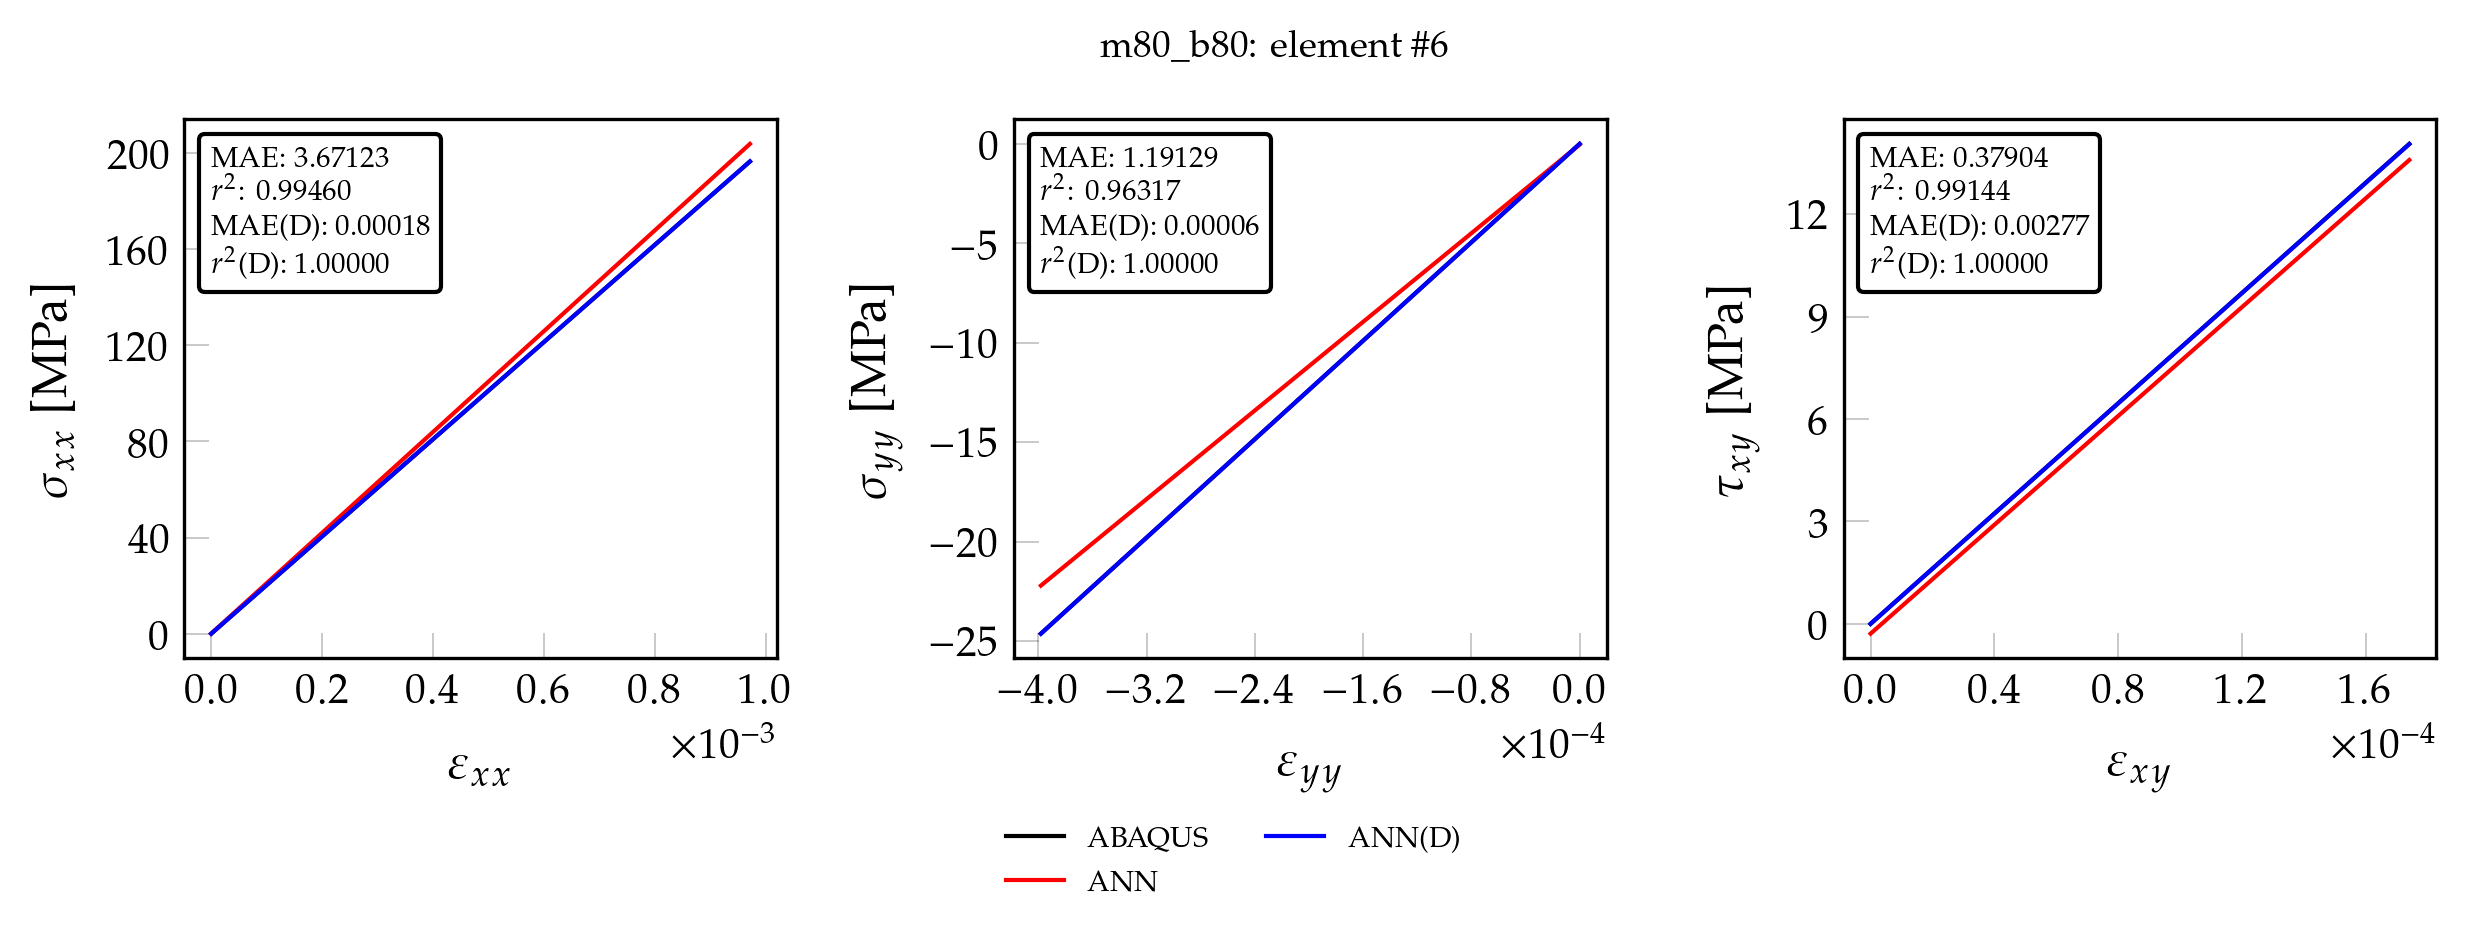 m80_b80: element #6
MAE: 3.67123
r²: 0.99460
MAE(D): 0.00018
r²(D): 1.00000
200
160
120
80
40
0
σxx [MPa]
0.0 0.2 0.4 0.6 0.8 1.0
×10−3
εxx
MAE: 1.19129
r²: 0.96317
MAE(D): 0.00006
r²(D): 1.00000
0
−5
−10
−15
−20
−25
σyy [MPa]
−4.0 −3.2 −2.4 −1.6 −0.8 0.0
×10−4
εyy
MAE: 0.37904
r²: 0.99144
MAE(D): 0.00277
r²(D): 1.00000
12
9
6
3
0
τxy [MPa]
0.0 0.4 0.8 1.2 1.6
×10−4
εxy
ABAQUS
ANN
ANN(D)